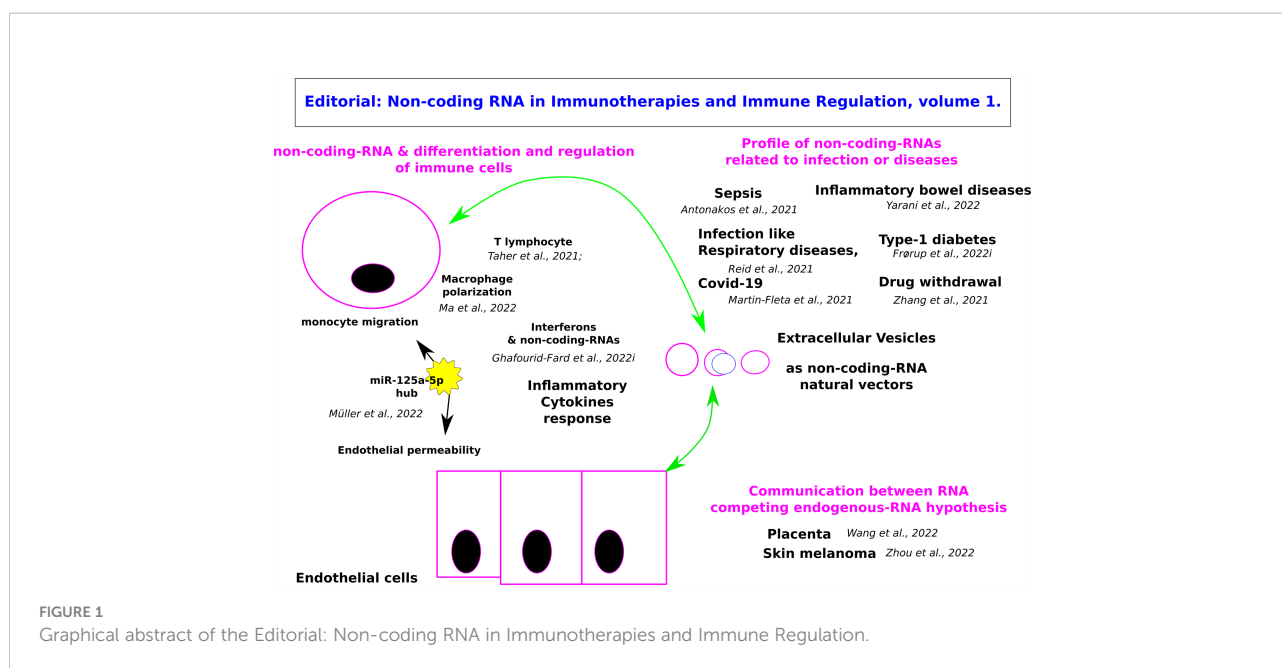 Editorial: Non-coding RNA in Immunotherapies and Immune Regulation, volume 1.
non-coding-RNA & differentiation and regulation
of immune cells
T lymphocyte
Taher et al., 2021;
Macrophage
polarization
Ma et al., 2022
monocyte migration
Interferons
& non-coding-RNAs
Ghafourid-Fard et al., 2022i
miR-125a-5p
hub
Müller et al., 2022
Inflammatory
Cytokines
response
Endothelial permeability
Endothelial cells
Profile of non-coding-RNAs
related to infection or diseases
Sepsis
Antonakos et al., 2021
Inflammatory bowel diseases
Yarani et al., 2022
Infection like
Respiratory diseases,
Reid et al., 2021
Covid-19
Martin-Fleta et al., 2021
Type-1 diabetes
Frørup et al., 2022i
Drug withdrawal
Zhang et al., 2021
Extracellular Vesicles
as non-coding-RNA
natural vectors
Communication between RNA
competing endogenous-RNA hypothesis
Placenta Wang et al., 2022
Skin melanoma Zhou et al., 2022
FIGURE 1
Graphical abstract of the Editorial: Non-coding RNA in Immunotherapies and Immune Regulation.